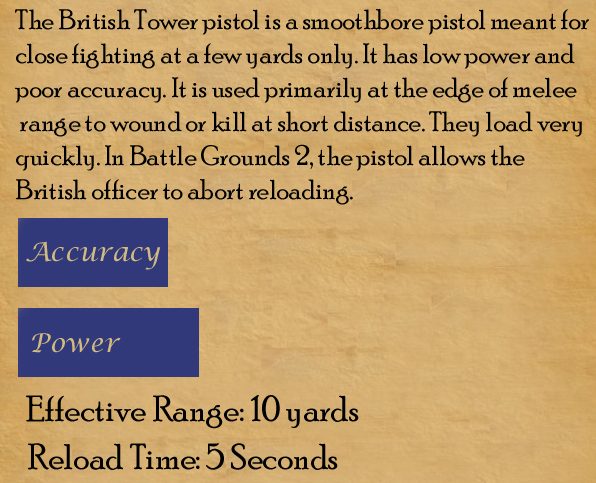 The British Tower pistol is a smoothbore pistol meant for
close fighting at a few yards only. It has low power and
poor accuracy. It is used primarily at the edge of melee
range to wound or kill at short distance. They load very
quickly. In Battle Grounds 2, the pistol allows the
British officer to abort reloading.
Accuracy
Power
Effective Range: 10 yards
Reload Time: 5 Seconds